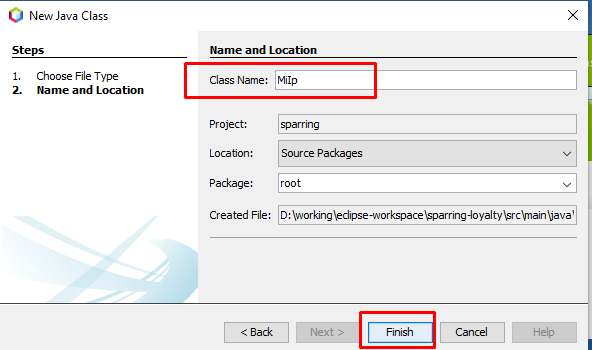 New Java Class
Steps
1. Choose File Type
2. Name and Location
Name and Location
Class Name: MiIp
Project: sparring
Location: Source Packages
Package: root
Created File: D:\working\eclipse-workspace\sparring-loyalty\src\main\java\
< Back Next > Finish Cancel Help